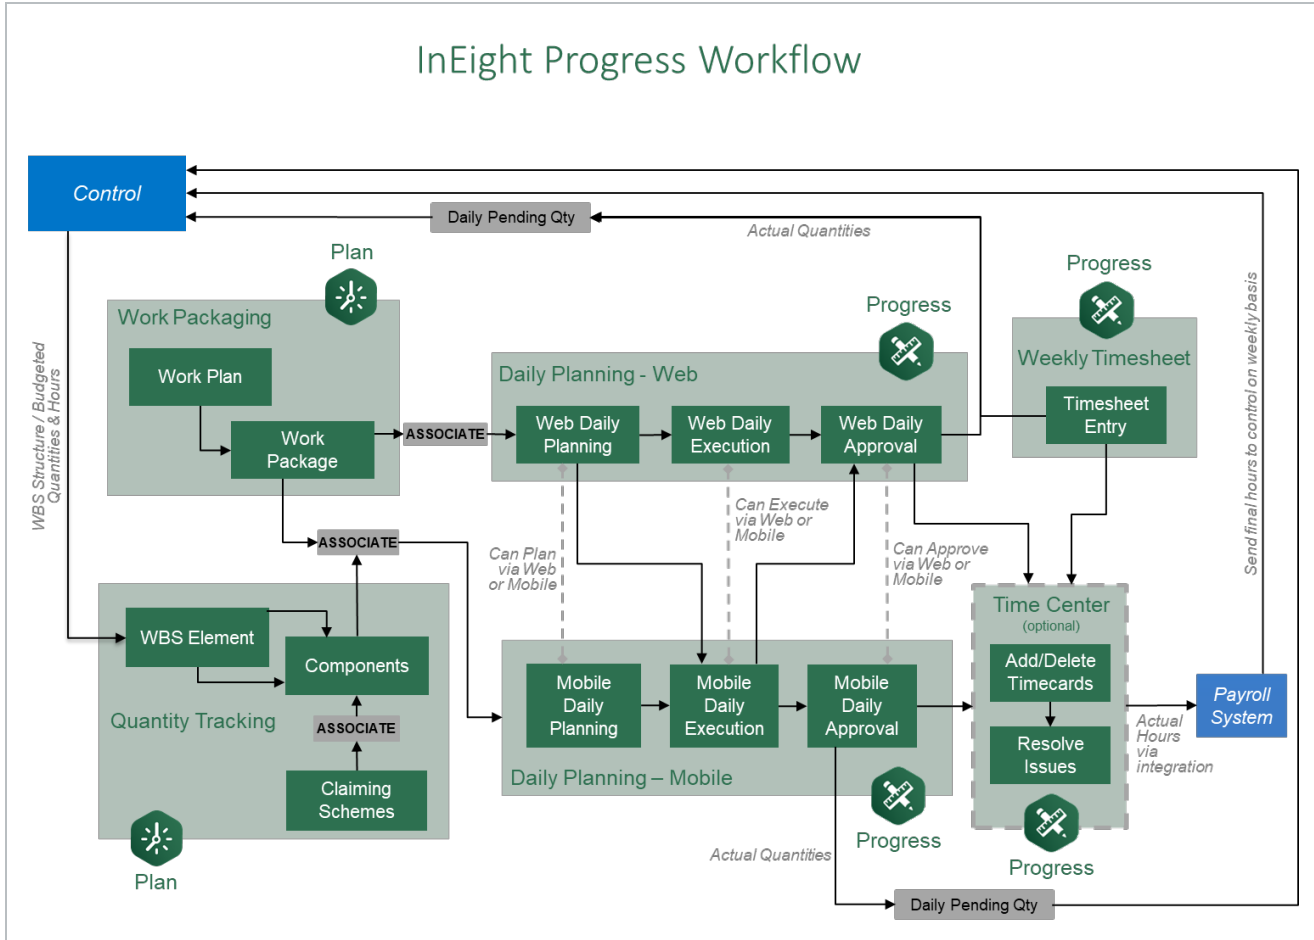 InEight Progress Workflow
Control
Daily Pending Qty
Actual Quantities
Plan
Work Packaging
Work Plan
Work
Package
ASSOCIATE
WBS Structure / Budgeted
Quantities & Hours
Progress
Daily Planning - Web
Web Daily
Planning
Web Daily
Execution
Web Daily
Approval
Progress
Weekly Timesheet
Timesheet
Entry
Send final hours to control on weekly basis
ASSOCIATE
Can Plan
via Web
or Mobile
Can Execute
via Web or
Mobile
Can Approve
via Web or
Mobile
WBS Element
Components
Quantity Tracking
ASSOCIATE
Claiming
Schemes
Plan
Mobile
Daily
Planning
Mobile
Daily
Execution
Mobile
Daily
Approval
Daily Planning – Mobile
Progress
Actual Quantities
Time Center
(optional)
Add/Delete
Timecards
Resolve
Issues
Progress
Actual
Hours
via
integration
Payroll
System
Daily Pending Qty